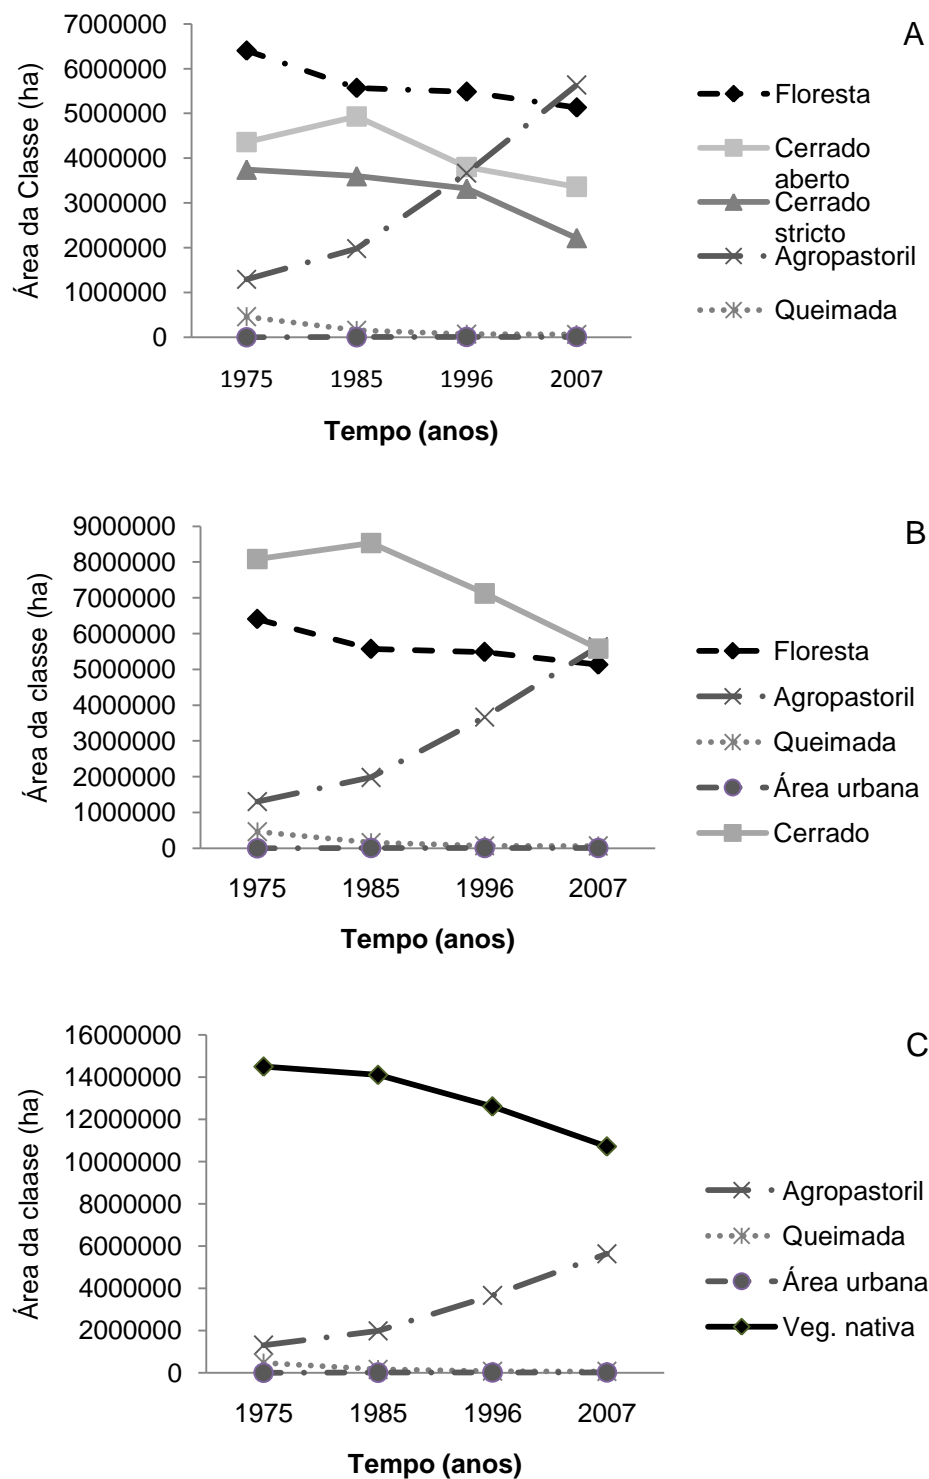 A
Área da Classe (ha)
7000000
6000000
5000000
4000000
3000000
2000000
1000000
0
1975 1985 1996 2007
Tempo (anos)
Floresta
Cerrado
aberto
Cerrado
stricto
Agropastoril
Queimada
B
Área da classe (ha)
9000000
8000000
7000000
6000000
5000000
4000000
3000000
2000000
1000000
0
1975 1985 1996 2007
Tempo (anos)
Floresta
Agropastoril
Queimada
Área urbana
Cerrado
C
Área da claase (ha)
16000000
14000000
12000000
10000000
8000000
6000000
4000000
2000000
0
1975 1985 1996 2007
Tempo (anos)
Agropastoril
Queimada
Área urbana
Veg. nativa